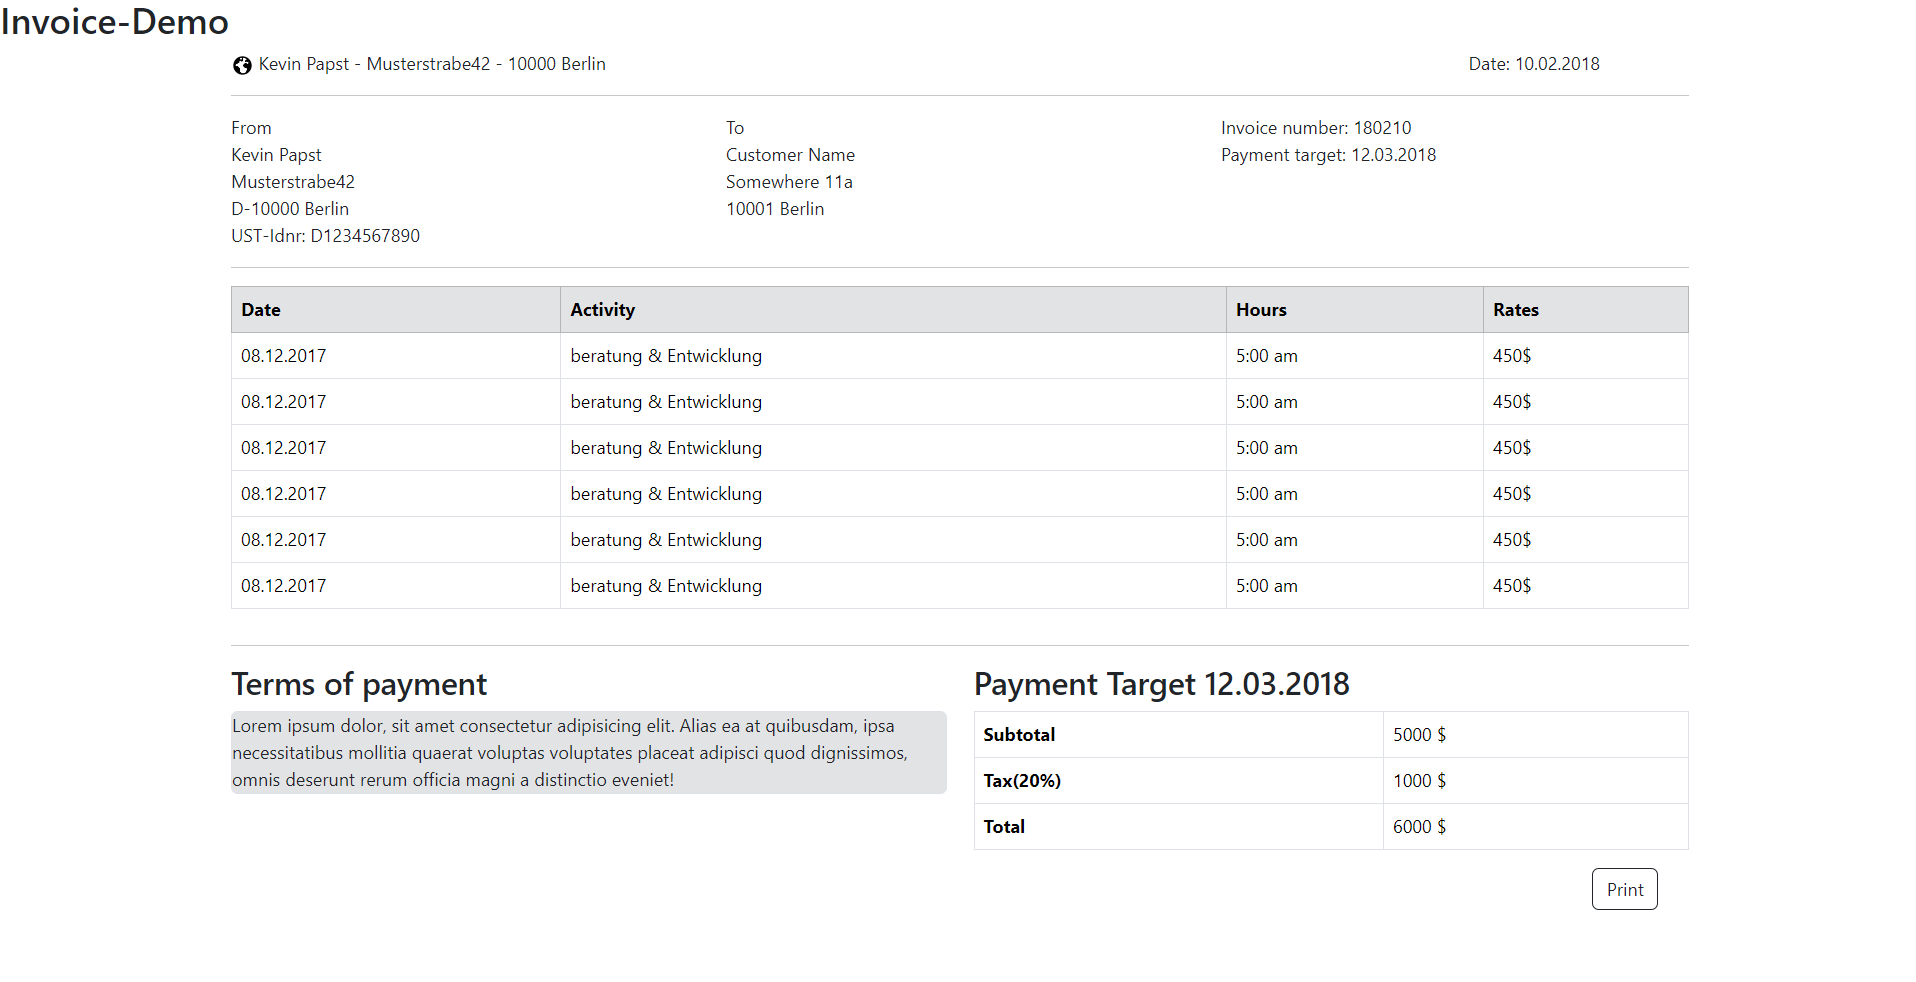 Invoice-Demo
Kevin Papst - Musterstrabe42 - 10000 Berlin Date: 10.02.2018
From
Kevin Papst
Musterstrabe42
D-10000 Berlin
UST-Idnr: D1234567890
To
Customer Name
Somewhere 11a
10001 Berlin
Invoice number: 180210
Payment target: 12.03.2018
Date Activity Hours Rates
08.12.2017 beratung & Entwicklung 5:00 am 450$
08.12.2017 beratung & Entwicklung 5:00 am 450$
08.12.2017 beratung & Entwicklung 5:00 am 450$
08.12.2017 beratung & Entwicklung 5:00 am 450$
08.12.2017 beratung & Entwicklung 5:00 am 450$
08.12.2017 beratung & Entwicklung 5:00 am 450$
Terms of payment
Lorem ipsum dolor, sit amet consectetur adipisicing elit. Alias ea at quibusdam, ipsa
necessitatibus mollitia quaerat voluptas voluptates placeat adipisci quod dignissimos,
omnis deserunt rerum officia magni a distinctio eveniet!
Payment Target 12.03.2018
Subtotal 5000 $
Tax(20%) 1000 $
Total 6000 $
Print